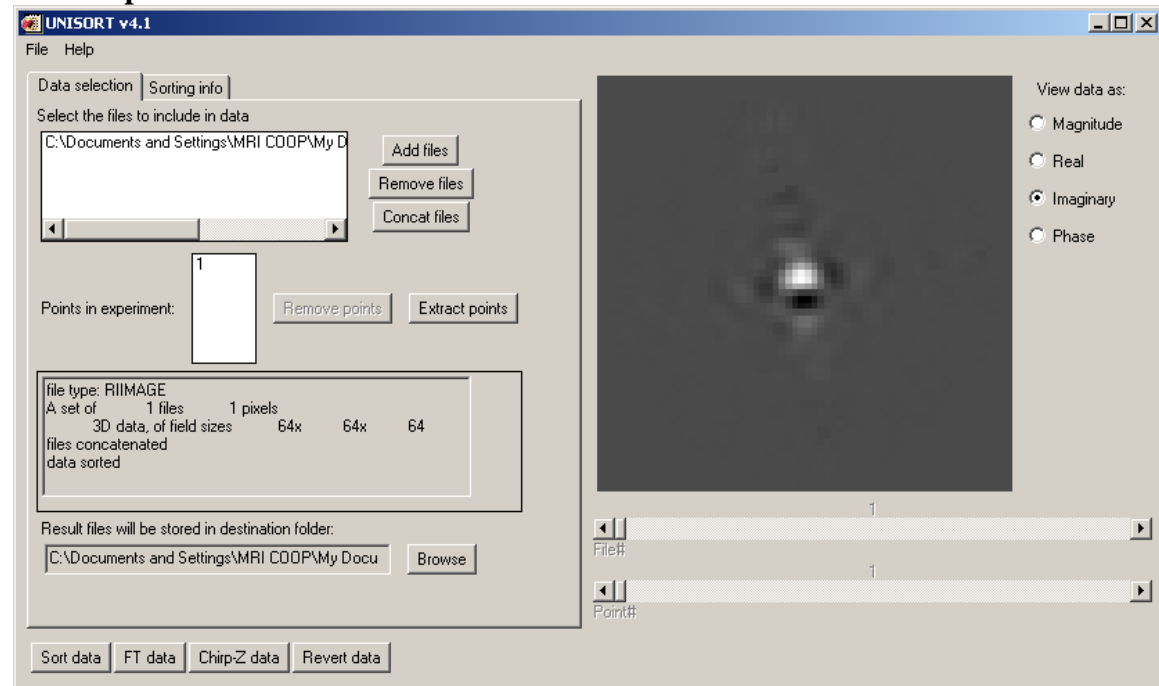 UNISORT v4.1
File Help
Data selection Sorting info
Select the files to include in data
C:\Documents and Settings\MRI COOP\My D
Add files
Remove files
Concat files
1
Points in experiment:
Remove points Extract points
file type: RIIMAGE
A set of 1 files 1 pixels
3D data, of field sizes 64x 64x 64
files concatenated
data sorted
Result files will be stored in destination folder:
C:\Documents and Settings\MRI COOP\My Docu Browse
Sort data FT data Chirp-Z data Revert data
View data as:
Magnitude
Real
Imaginary
Phase
1
File#
1
Point#